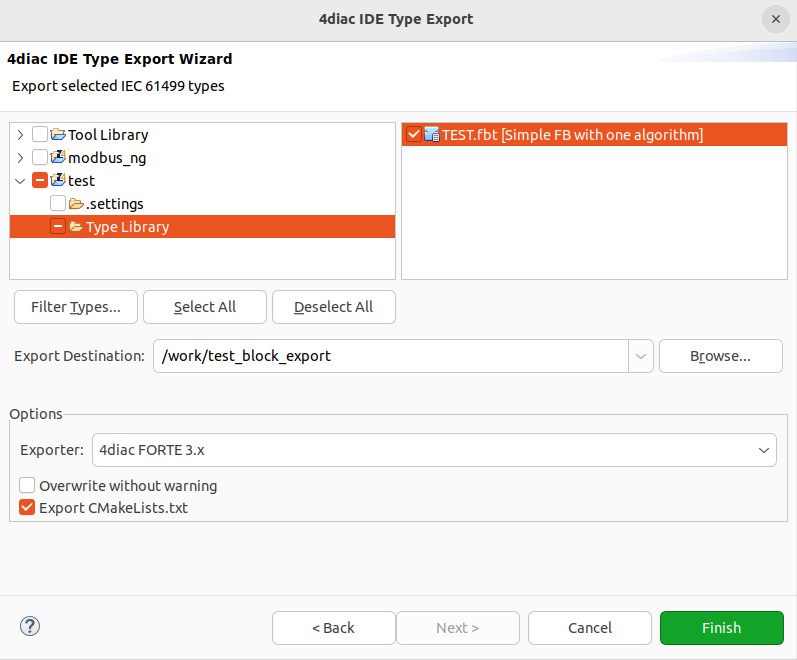 4diac IDE Type Export
4diac IDE Type Export Wizard
Export selected IEC 61499 types
Tool Library
modbus_ng
test
.settings
Type Library
TEST.fbt [Simple FB with one algorithm]
Filter Types...
Select All
Deselect All
Export Destination:
/work/test_block_export
Browse...
Options
Exporter:
4diac FORTE 3.x
Overwrite without warning
Export CMakeLists.txt
?
< Back
Next >
Cancel
Finish